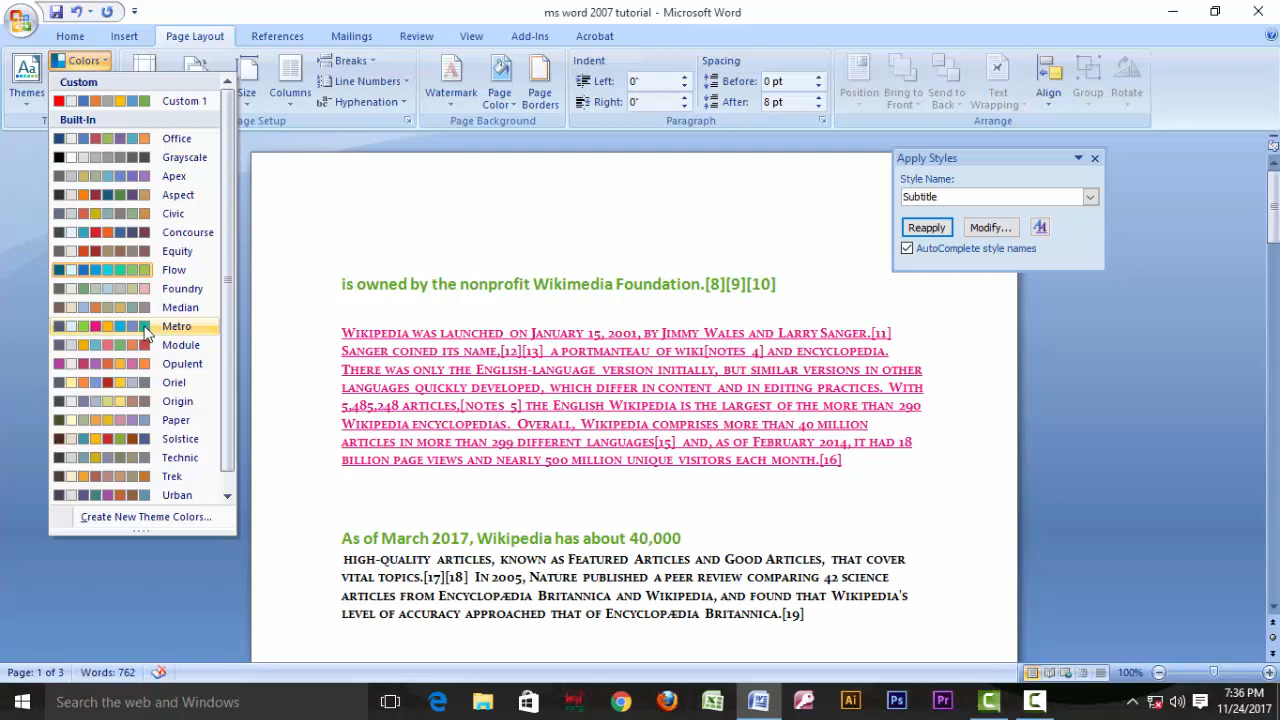 ms word 2007 tutorial - Microsoft Word
Home Insert Page Layout References Mailings Review View Add-Ins Acrobat
Colors
Themes
Size
Columns
Breaks
Line Numbers
Hyphenation
Watermark
Page Color
Page Borders
Indent
Left: 0"
Right: 0"
Spacing
Before: 0 pt
After: 8 pt
Position
Bring to Front
Send to Back
Text Wrapping
Align
Group
Rotate
Page Background
Paragraph
Arrange
Custom
Custom 1
Built-In
Office
Grayscale
Apex
Aspect
Civic
Concourse
Equity
Flow
Foundry
Median
Metro
Module
Opulent
Oriel
Origin
Paper
Solstice
Technic
Trek
Urban
Create New Theme Colors...
Apply Styles
Style Name:
Subtitle
Reapply Modify...
AutoComplete style names
is owned by the nonprofit Wikimedia Foundation.[8][9][10]
Wikipedia was launched on January 15, 2001, by Jimmy Wales and Larry Sanger.[11]
Sanger coined its name,[12][13] a portmanteau of wiki[notes 4] and encyclopedia.
There was only the English-language version initially, but similar versions in other
languages quickly developed, which differ in content and in editing practices. With
5,485,248 articles,[notes 5] the English Wikipedia is the largest of the more than 290
Wikipedia encyclopedias. Overall, Wikipedia comprises more than 40 million
articles in more than 299 different languages[15] and, as of February 2014, it had 18
billion page views and nearly 500 million unique visitors each month.[16]
As of March 2017, Wikipedia has about 40,000
high-quality articles, known as Featured Articles and Good Articles, that cover
vital topics.[17][18] In 2005, Nature published a peer review comparing 42 science
articles from Encyclopædia Britannica and Wikipedia, and found that Wikipedia's
level of accuracy approached that of Encyclopædia Britannica.[19]
Page: 1 of 3 Words: 762
100%
Search the web and Windows
7:36 PM
11/24/2017